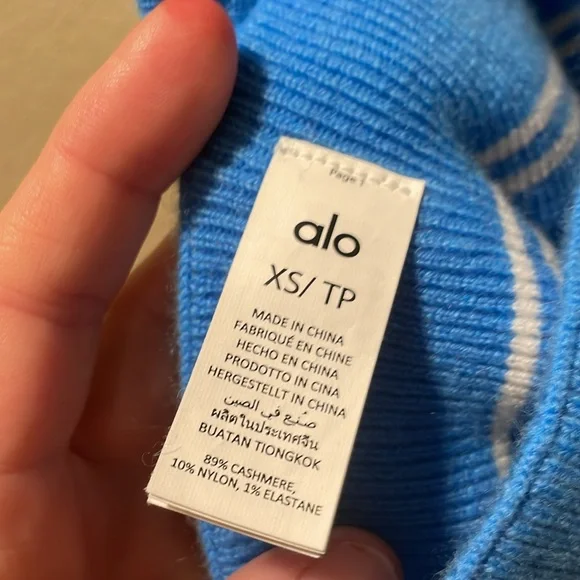 Page 1
alo
XS/ TP
MADE IN CHINA
FABRIQUÉ EN CHINE
HECHO EN CHINA
PRODOTTO IN CINA
HERGESTELLT IN CHINA
صنع في الصين
ผลิตในประเทศจีน
BUATAN TIONGKOK
89% CASHMERE,
10% NYLON, 1% ELASTANE